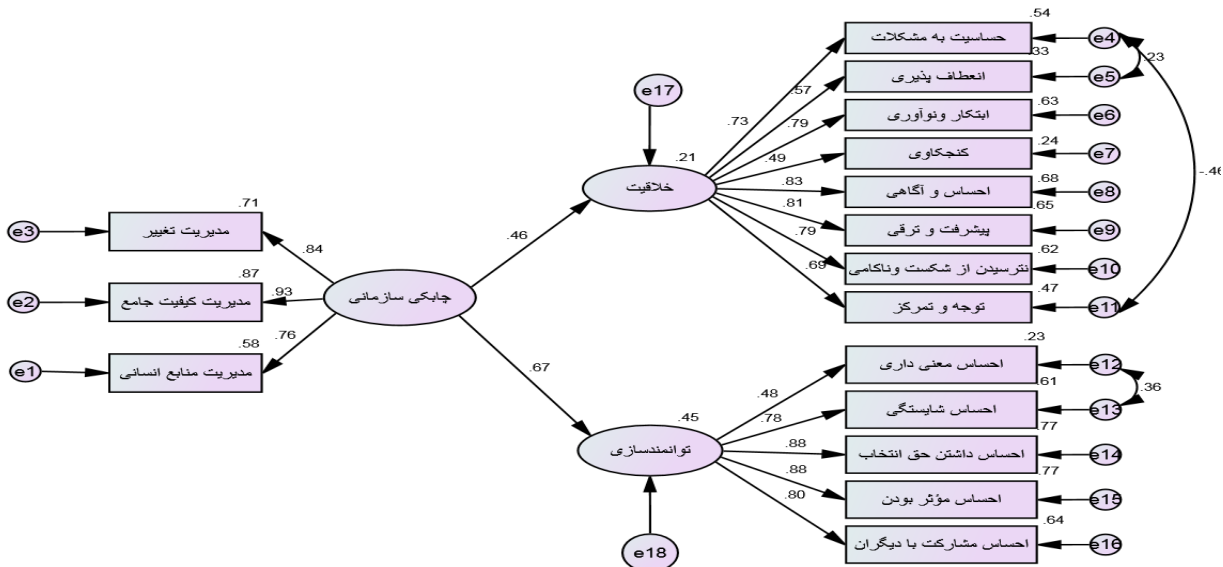 .54
حساسیت به مشکلات
e4
.33
.23
انعطاف پذیری
e5
e17
.57
.63
.73
.79
ابتکار ونوآوری
e6
.24
.21
.49
کنجکاوی
e7
.68
خلاقیت
.83
احساس و آگاهی
e8
-.46
.65
.81
پیشرفت و ترقی
e9
.71
.62
.79
e3
مدیریت تغییر
.46
.69
نترسیدن از شکست وناکامی
e10
.84
.47
.87
توجه و تمرکز
e11
e2
مدیریت کیفیت جامع
.93
چابکی سازمانی
.23
.58
.76
احساس معنی داری
e12
e1
مدیریت منابع انسانی
.61
.36
.67
.48
احساس شایستگی
e13
.45
.78
.77
توانمندسازی
.88
احساس داشتن حق انتخاب
e14
.77
.88
احساس مؤثر بودن
e15
.80
.64
e18
احساس مشارکت با دیگران
e16